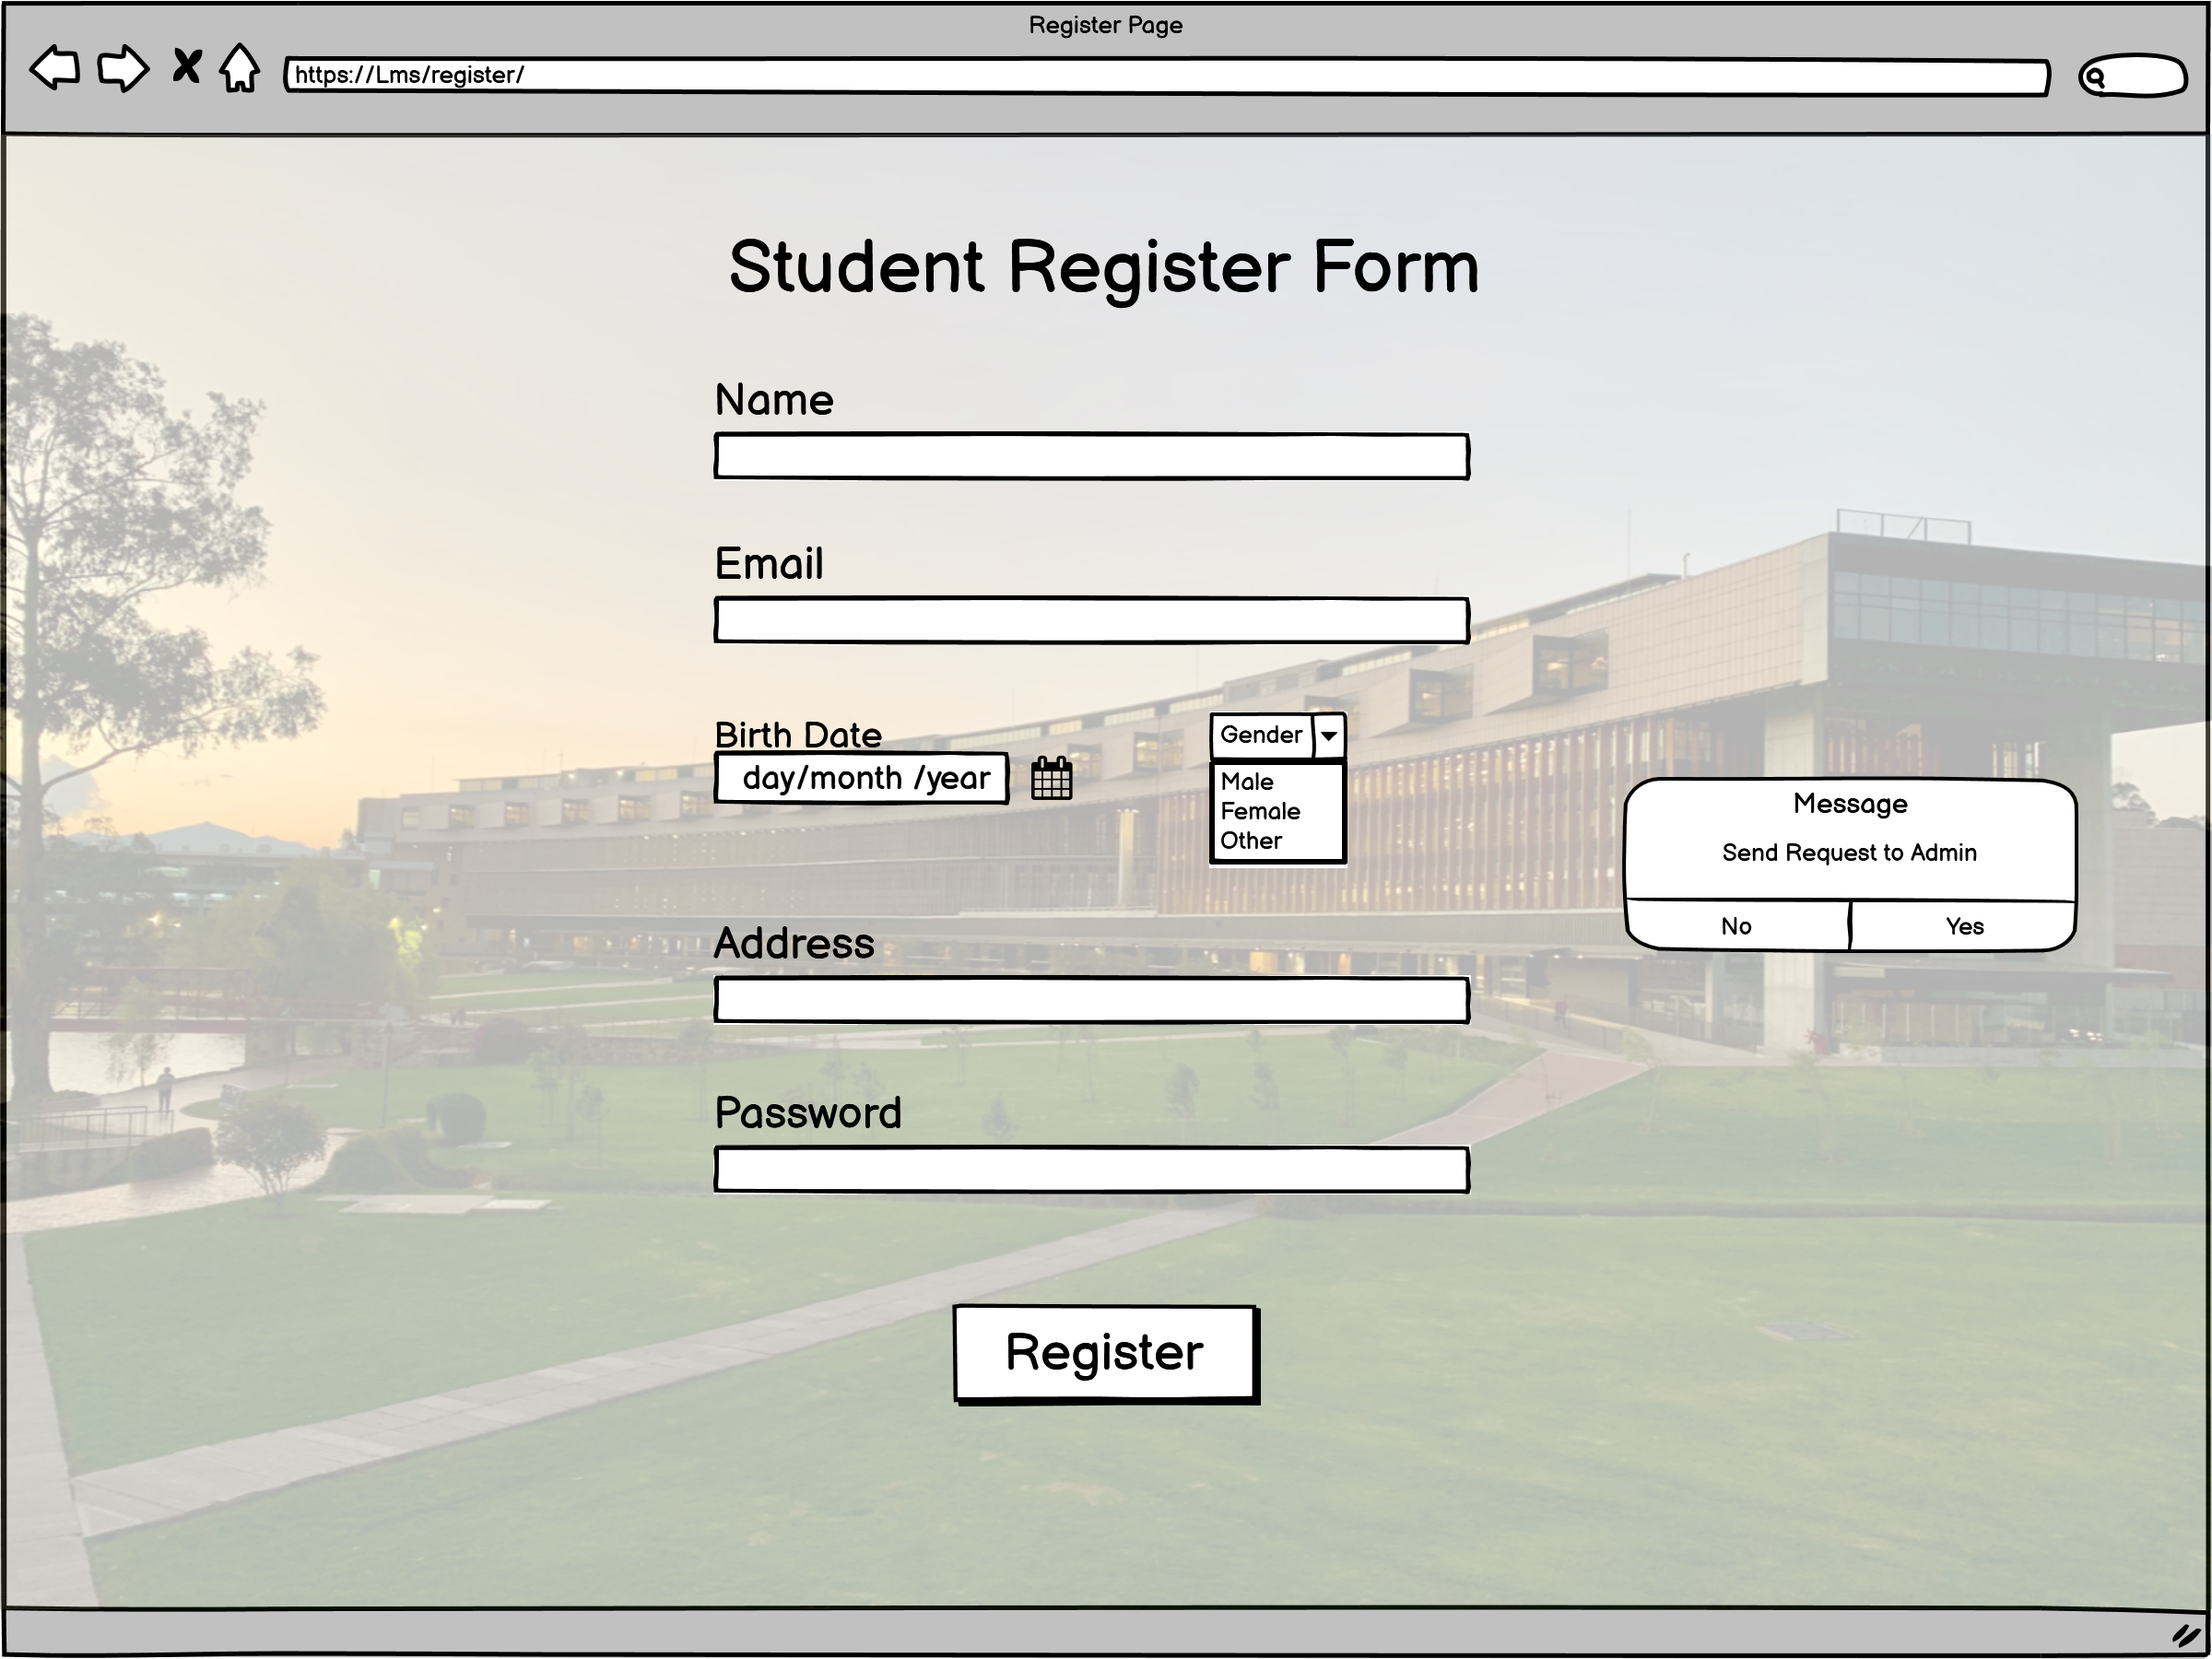 Register Page
https://Lms/register/
Student Register Form
Name
Email
Birth Date
day/month /year
Gender
Male
Female
Other
Message
Send Request to Admin
No
Yes
Address
Password
Register